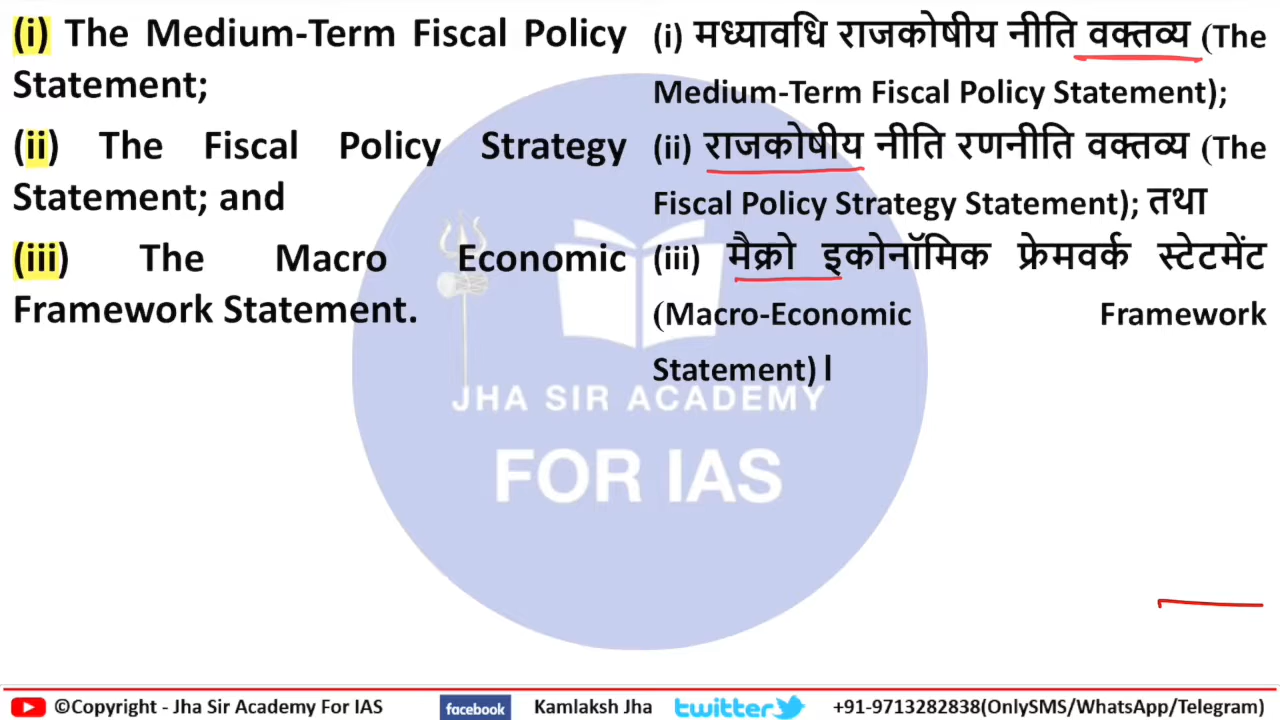 (i) The Medium-Term Fiscal Policy
Statement;
(ii) The Fiscal Policy Strategy
Statement; and
(iii) The Macro Economic
Framework Statement.
(i) मध्यावधि राजकोषीय नीति वक्तव्य (The
Medium-Term Fiscal Policy Statement);
(ii) राजकोषीय नीति रणनीति वक्तव्य (The
Fiscal Policy Strategy Statement); तथा
(iii) मैक्रो इकोनॉमिक फ्रेमवर्क स्टेटमेंट
(Macro-Economic Framework
Statement)।
JHA SIR ACADEMY
FOR IAS
©Copyright - Jha Sir Academy For IAS
facebook
Kamlaksh Jha
twitter
+91-9713282838(OnlySMS/WhatsApp/Telegram)